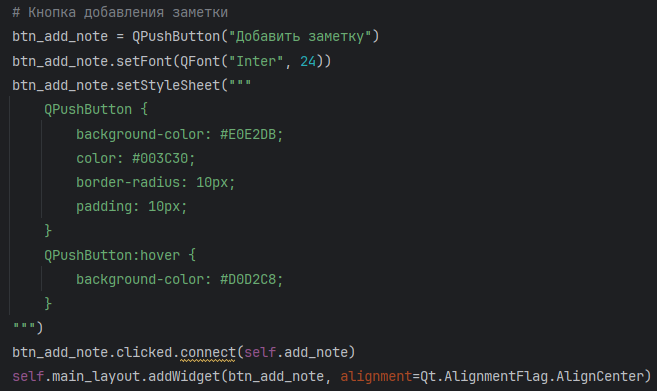 # Кнопка добавления заметки
btn_add_note = QPushButton("Добавить заметку")
btn_add_note.setFont(QFont("Inter", 24))
btn_add_note.setStyleSheet("""
    QPushButton {
        background-color: #E0E2DB;
        color: #003C30;
        border-radius: 10px;
        padding: 10px;
    }
    QPushButton:hover {
        background-color: #D0D2C8;
    }
""")
btn_add_note.clicked.connect(self.add_note)
self.main_layout.addWidget(btn_add_note, alignment=Qt.AlignmentFlag.AlignCenter)